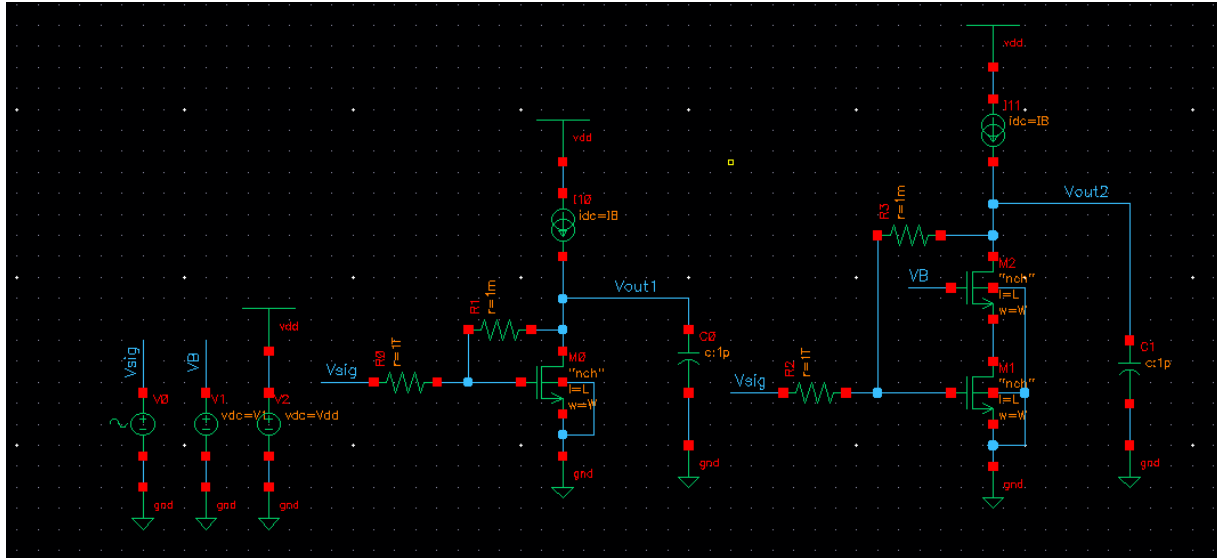 Vsig
VB
vdd
V0
V1
vdc=V1
V2
vdc=Vdd
gnd
gnd
gnd
vdd
I10
idc=IB
Vout1
R1
r=1m
Vsig
R0
r=1T
M0
"nch"
l=L
w=W
C0
c:1p
gnd
gnd
vdd
I11
idc=IB
Vout2
R3
r=1m
VB
M2
"nch"
l=L
w=W
Vsig
R2
r=1T
M1
"nch"
l=L
w=W
C1
c:1p
gnd
gnd